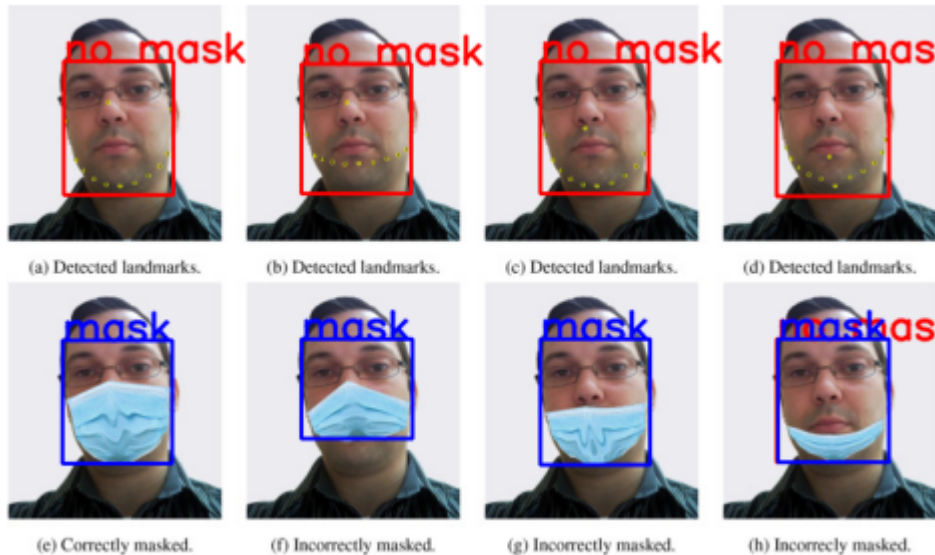 no mask no mask no mask no mas
(a) Detected landmarks. (b) Detected landmarks. (c) Detected landmarks. (d) Detected landmarks.
mask mask mask mask
(e) Correctly masked. (f) Incorrectly masked. (g) Incorrectly masked. (h) Incorrecly masked.